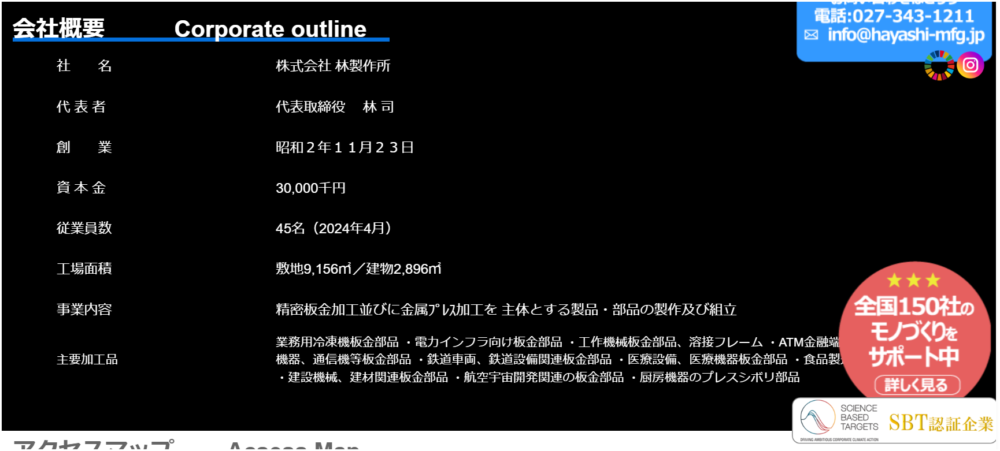 会社概要 Corporate outline
電話:027-343-1211
info@hayashi-mfg.jp
社　　名 株式会社 林製作所
代 表 者 代表取締役　林 司
創　　業 昭和２年１１月２３日
資 本 金 30,000千円
従業員数 45名（2024年4月）
工場面積 敷地9,156㎡／建物2,896㎡
事業内容 精密板金加工並びに金属ﾌﾟﾚｽ加工を 主体とする製品・部品の製作及び組立
主要加工品
業務用冷凍機板金部品 ・電力インフラ向け板金部品 ・工作機械板金部品、溶接フレーム ・ATM金融端
機器、通信機等板金部品 ・鉄道車両、鉄道設備関連板金部品 ・医療設備、医療機器板金部品 ・食品製
・建設機械、建材関連板金部品 ・航空宇宙開発関連の板金部品 ・厨房機器のプレスシボリ部品
全国150社の
モノづくりを
サポート中
詳しく見る
SCIENCE
BASED
TARGETS
DRIVING AMBITIOUS CORPORATE CLIMATE ACTION
SBT認証企業
アクセスマップ